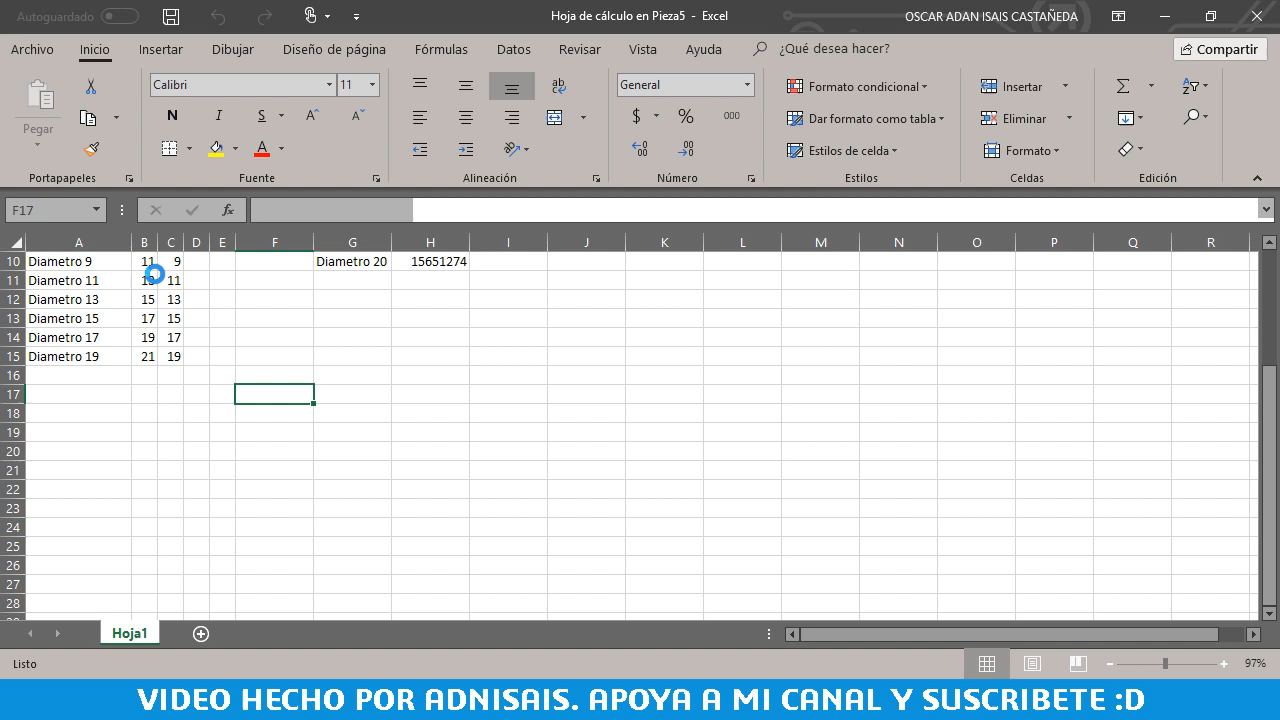 Autoguardado
Hoja de cálculo en Pieza5 - Excel
OSCAR ADAN ISAIS CASTAÑEDA
Archivo Inicio Insertar Dibujar Diseño de página Fórmulas Datos Revisar Vista Ayuda ¿Qué desea hacer? Compartir
Pegar
Portapapeles
Calibri 11
N I S A A
A
Fuente
ab
Alineación
General
$ % 000
Número
Formato condicional
Dar formato como tabla
Estilos de celda
Estilos
Insertar
Eliminar
Formato
Celdas
Edición
F17 fx
A B C D E F G H I J K L M N O P Q R
10 Diametro 9 11 9 Diametro 20 15651274
11 Diametro 11 13 11
12 Diametro 13 15 13
13 Diametro 15 17 15
14 Diametro 17 19 17
15 Diametro 19 21 19
16
17
18
19
20
21
22
23
24
25
26
27
28
Hoja1
Listo
97%
VIDEO HECHO POR ADNISAIS. APOYA A MI CANAL Y SUSCRIBETE :D